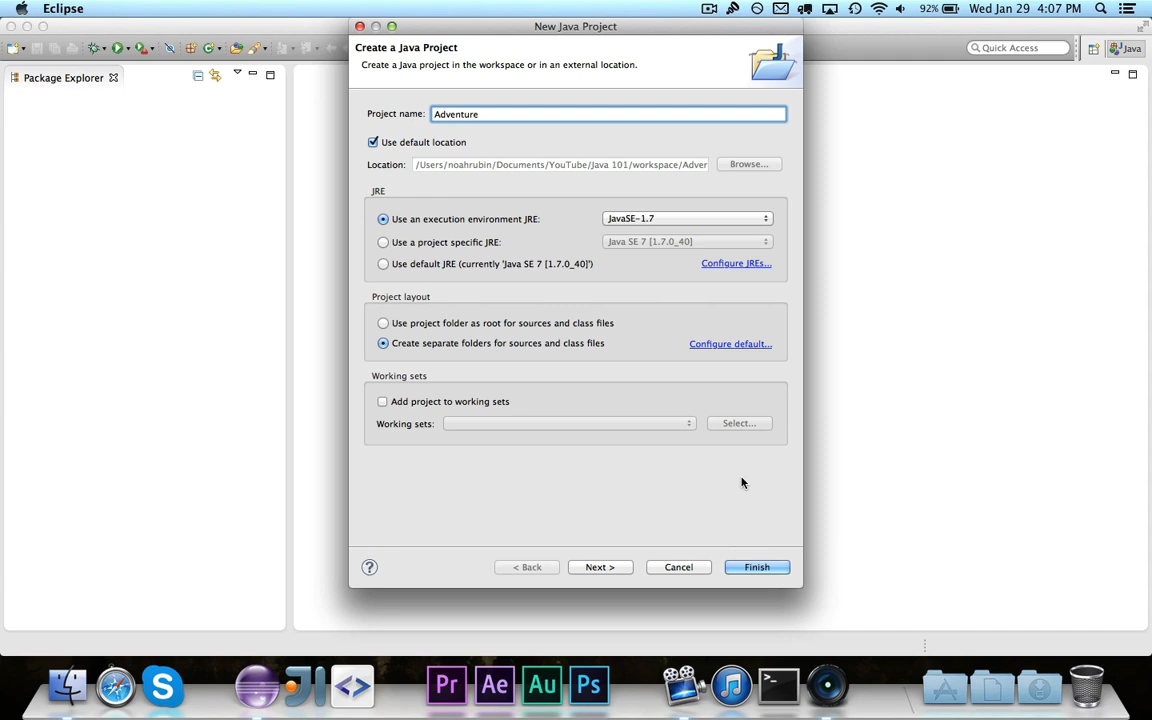 Eclipse 92% Wed Jan 29 4:07 PM
New Java Project
Create a Java Project
Create a Java project in the workspace or in an external location.
Quick Access Java
Package Explorer
Project name: Adventure
Use default location
Location: /Users/noahrubin/Documents/YouTube/Java 101/workspace/Adver Browse...
JRE
Use an execution environment JRE: JavaSE-1.7
Use a project specific JRE: Java SE 7 [1.7.0_40]
Use default JRE (currently 'Java SE 7 [1.7.0_40]') Configure JREs...
Project layout
Use project folder as root for sources and class files
Create separate folders for sources and class files Configure default...
Working sets
Add project to working sets
Working sets: Select...
? < Back Next > Cancel Finish
S Pr Ae Au Ps >_